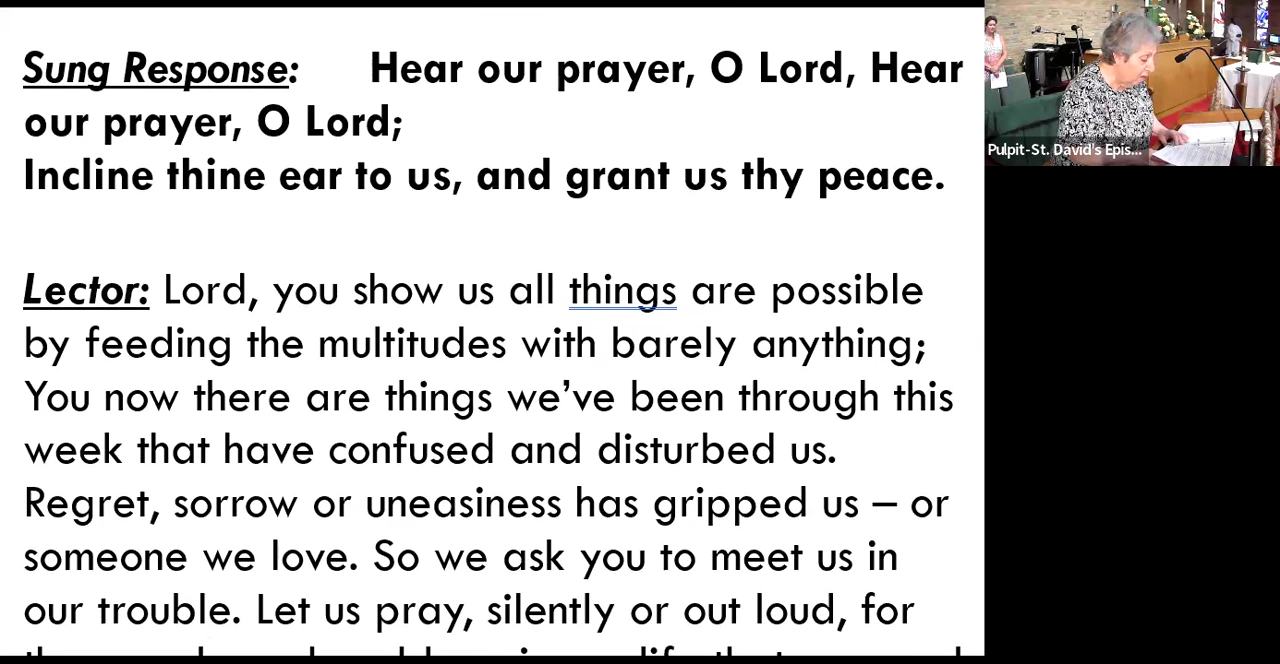 Sung Response: Hear our prayer, O Lord, Hear
our prayer, O Lord;
Incline thine ear to us, and grant us thy peace.
Lector: Lord, you show us all things are possible
by feeding the multitudes with barely anything;
You now there are things we’ve been through this
week that have confused and disturbed us.
Regret, sorrow or uneasiness has gripped us – or
someone we love. So we ask you to meet us in
our trouble. Let us pray, silently or out loud, for
Pulpit-St. David's Epis...